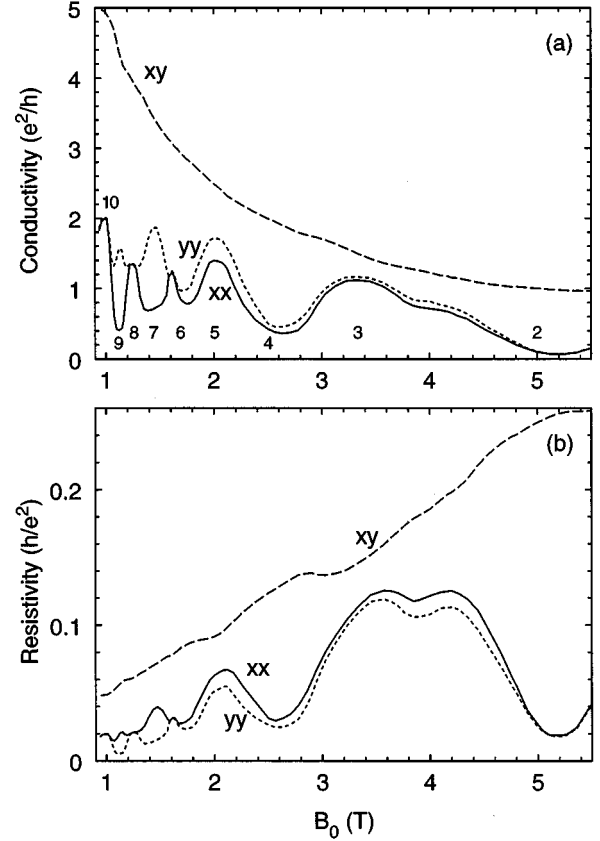 5
4
3
2
1
0
Conductivity (e²/h)
(a)
xy
10
yy
xx
9 8 7 6 5 4 3 2
1 2 3 4 5
0.2
0.1
0
Resistivity (h/e²)
(b)
xy
xx
yy
1 2 3 4 5
B₀ (T)